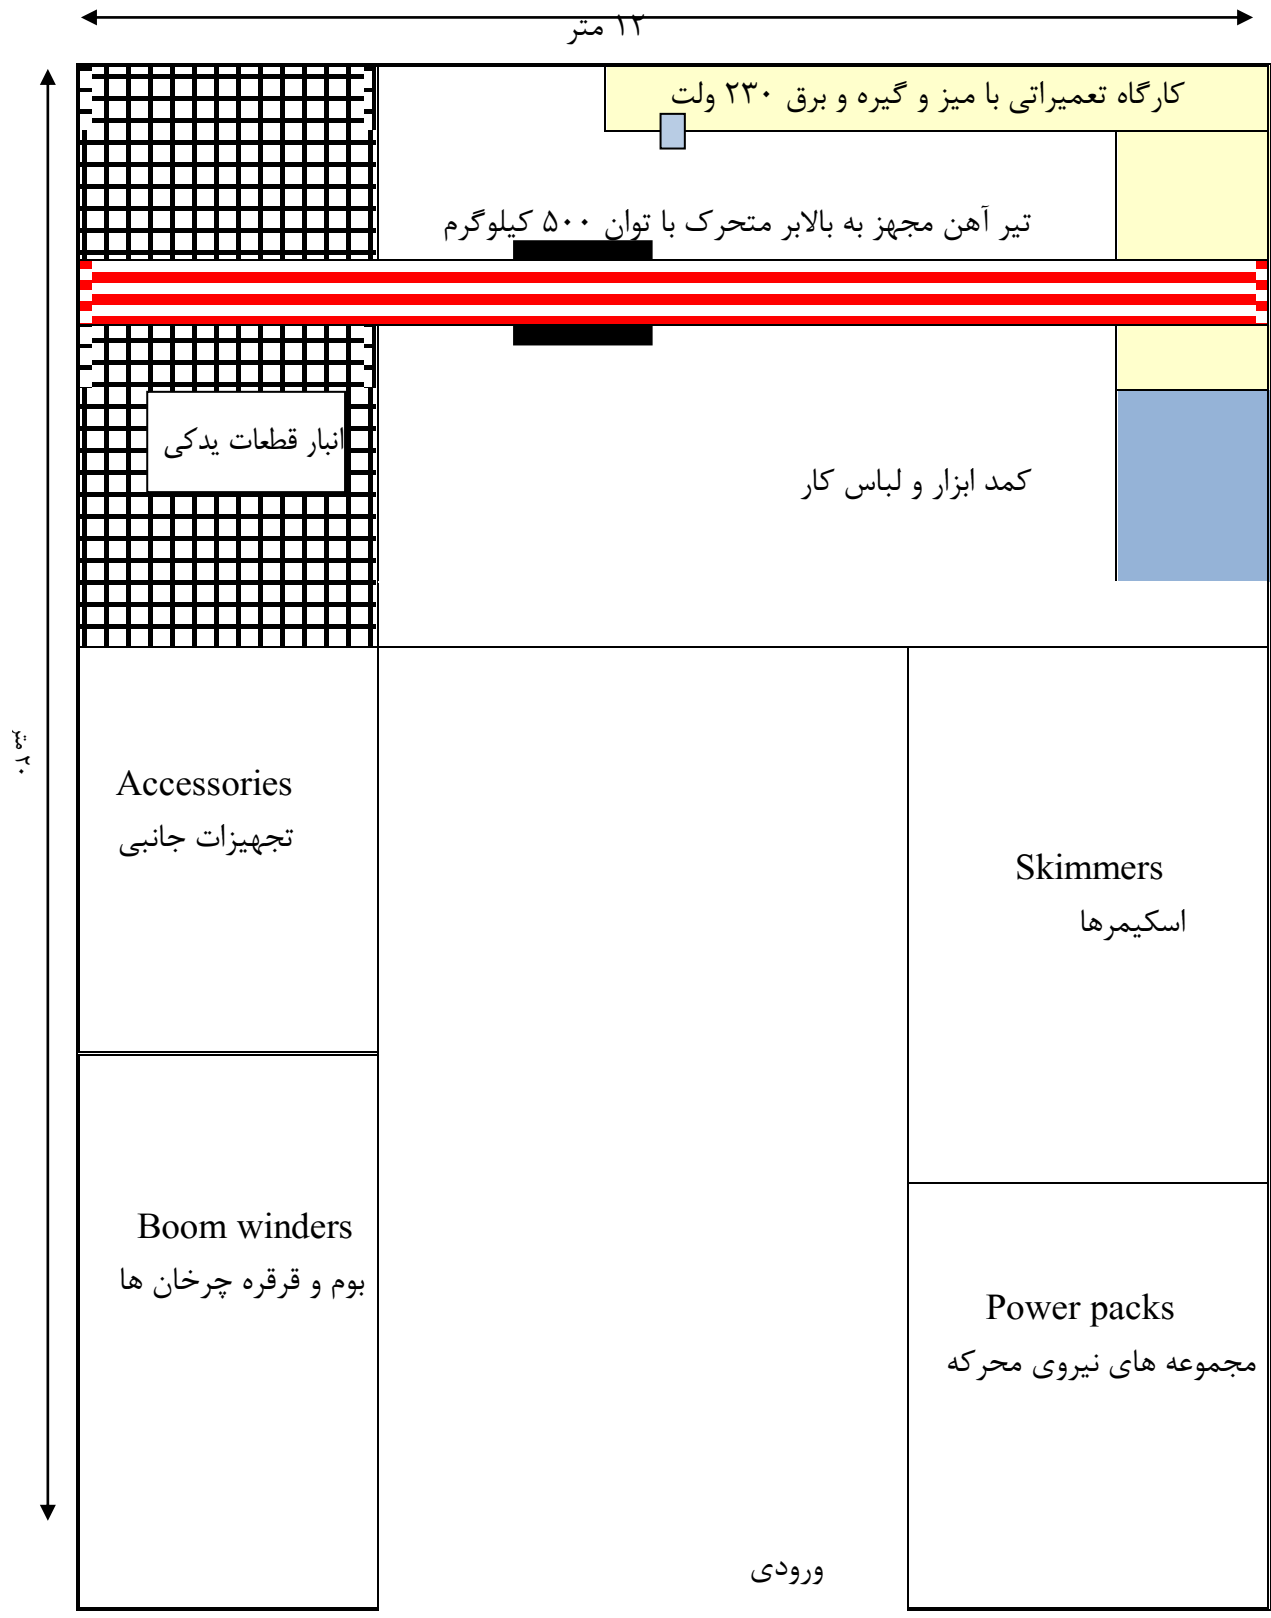 ۱۲ متر
کارگاه تعمیراتی با میز و گیره و برق ۲۳۰ ولت
تیر آهن مجهز به بالابر متحرک با توان ۵۰۰ کیلوگرم
انبار قطعات یدکی
کمد ابزار و لباس کار
۲۰ متر
Accessories
تجهیزات جانبی
Skimmers
اسکیمرها
Boom winders
بوم و قرقره چرخان ها
Power packs
مجموعه های نیروی محرکه
ورودی